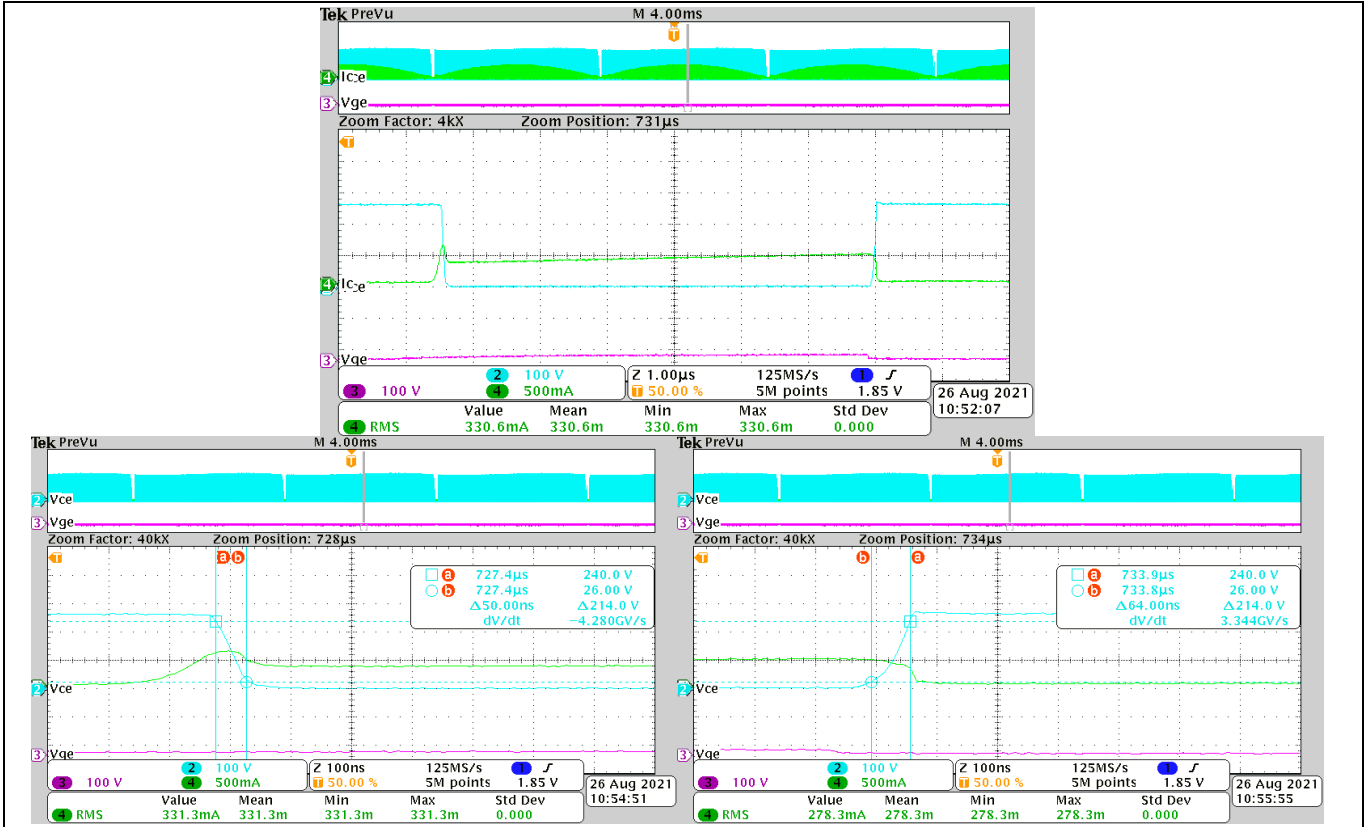 Tek PreVu M 4.00ms
T
4 Ic:e
3 Vge
Zoom Factor: 4kX Zoom Position: 731µs
T
4 Ic:e
3 Vge
2 100 V Z 1.00µs 125MS/s 1
3 100 V 4 500mA T 50.00 % 5M points 1.85 V
26 Aug 2021
10:52:07
Value Mean Min Max Std Dev
4 RMS 330.6mA 330.6m 330.6m 330.6m 0.000
Tek PreVu M 4.00ms
T
2 Vce
3 Vge
Zoom Factor: 40kX Zoom Position: 728µs
T a b
a 727.4µs 240.0 V
b 727.4µs 26.00 V
Δ50.00ns Δ214.0 V
dV/dt −4.280GV/s
2 Vce
3 Vge
2 100 V Z 100ns 125MS/s 1
3 100 V 4 500mA T 50.00 % 5M points 1.85 V
26 Aug 2021
10:54:51
Value Mean Min Max Std Dev
4 RMS 331.3mA 331.3m 331.3m 331.3m 0.000
Tek PreVu M 4.00ms
T
2 Vce
3 Vge
Zoom Factor: 40kX Zoom Position: 734µs
T b a
a 733.9µs 240.0 V
b 733.8µs 26.00 V
Δ64.00ns Δ214.0 V
dV/dt 3.344GV/s
2 Vce
3 Vge
2 100 V Z 100ns 125MS/s 1
3 100 V 4 500mA T 50.00 % 5M points 1.85 V
26 Aug 2021
10:55:55
Value Mean Min Max Std Dev
4 RMS 278.3mA 278.3m 278.3m 278.3m 0.000